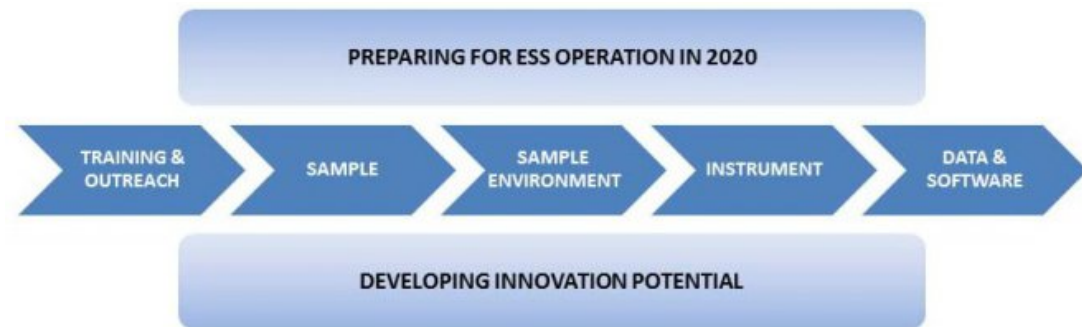 PREPARING FOR ESS OPERATION IN 2020
TRAINING &
OUTREACH
SAMPLE
SAMPLE
ENVIRONMENT
INSTRUMENT
DATA &
SOFTWARE
DEVELOPING INNOVATION POTENTIAL